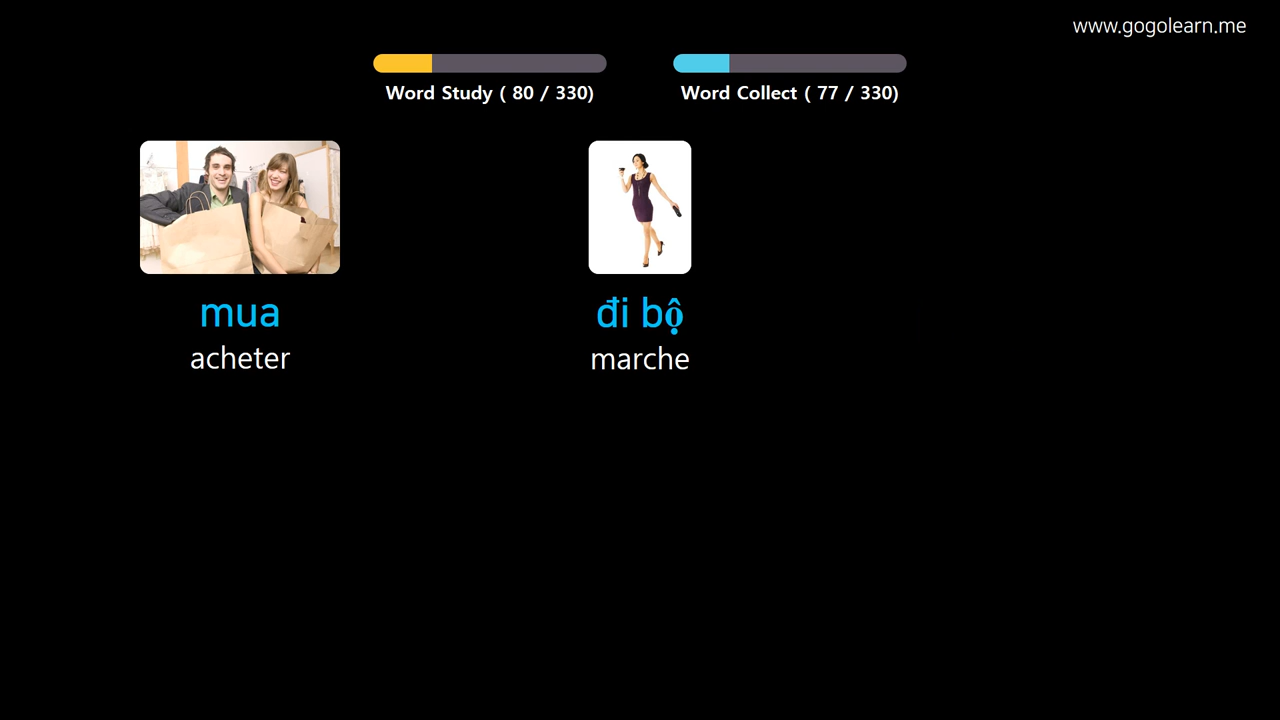 www.gogolearn.me
Word Study ( 80 / 330)
Word Collect ( 77 / 330)
mua
acheter
đi bộ
marche